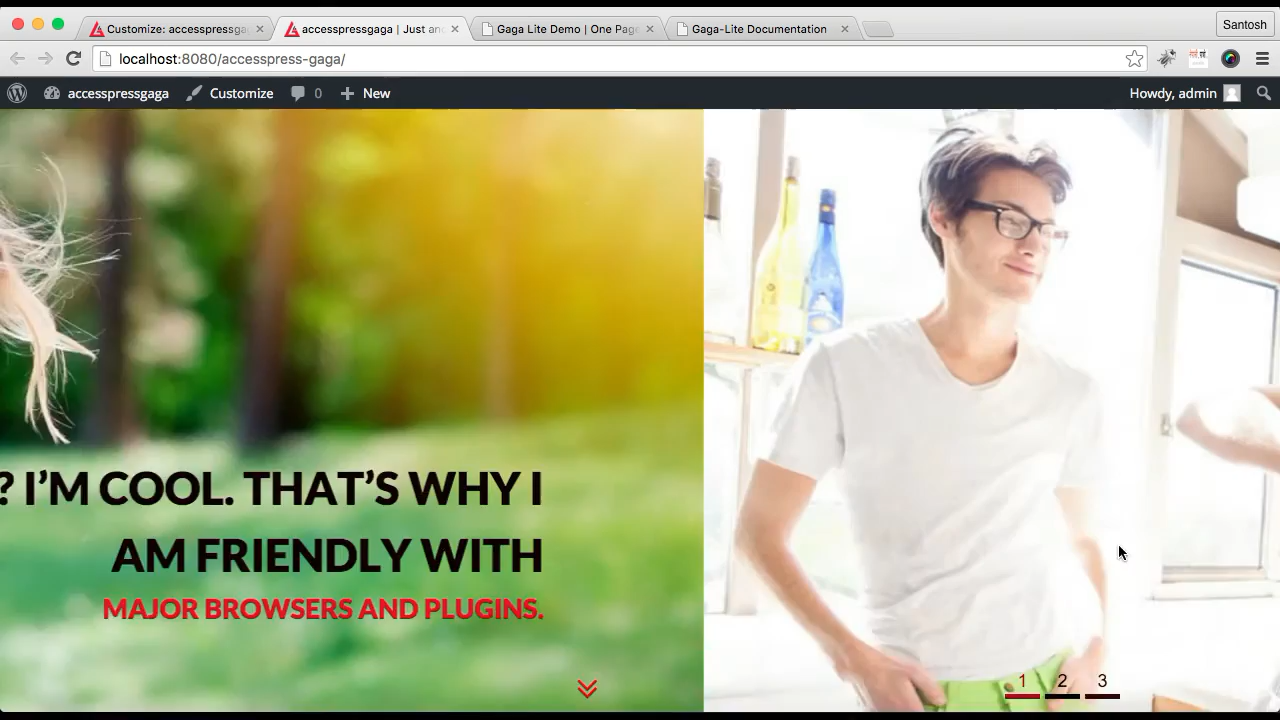 Customize: accesspressga
accesspressgaga | Just an
Gaga Lite Demo | One Page
Gaga-Lite Documentation
Santosh
localhost:8080/accesspress-gaga/
accesspressgaga
Customize
0
New
Howdy, admin
? I'M COOL. THAT'S WHY I
AM FRIENDLY WITH
MAJOR BROWSERS AND PLUGINS.
1 2 3